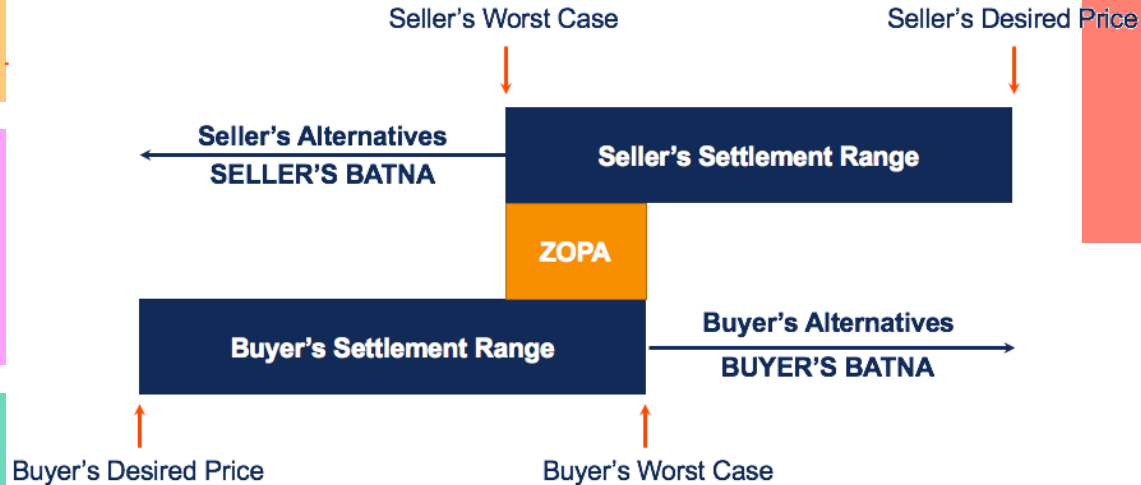 Seller’s Worst Case
Seller’s Desired Price
Seller’s Alternatives
SELLER’S BATNA
Seller’s Settlement Range
ZOPA
Buyer’s Settlement Range
Buyer’s Alternatives
BUYER’S BATNA
Buyer’s Desired Price
Buyer’s Worst Case